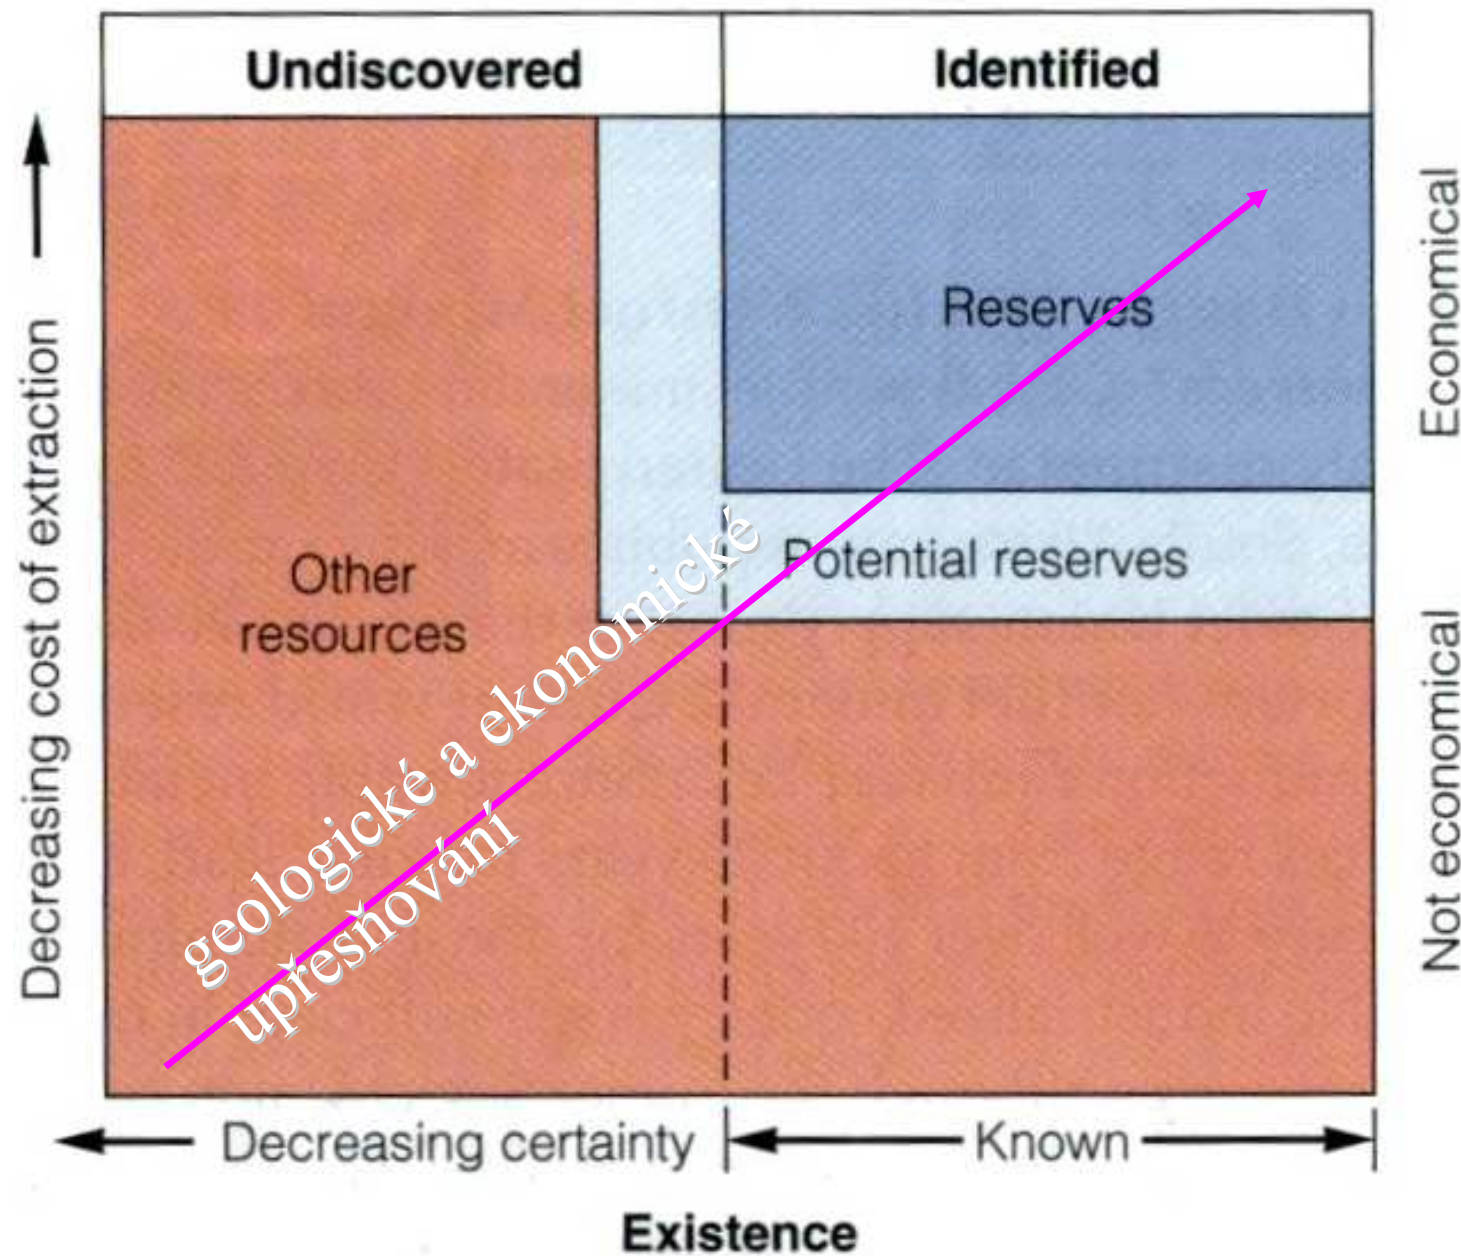 Undiscovered
Identified
Decreasing cost of extraction
Economical
Not economical
Reserves
Potential reserves
Other
resources
geologické a ekonomické
upřesňování
Decreasing certainty
Known
Existence